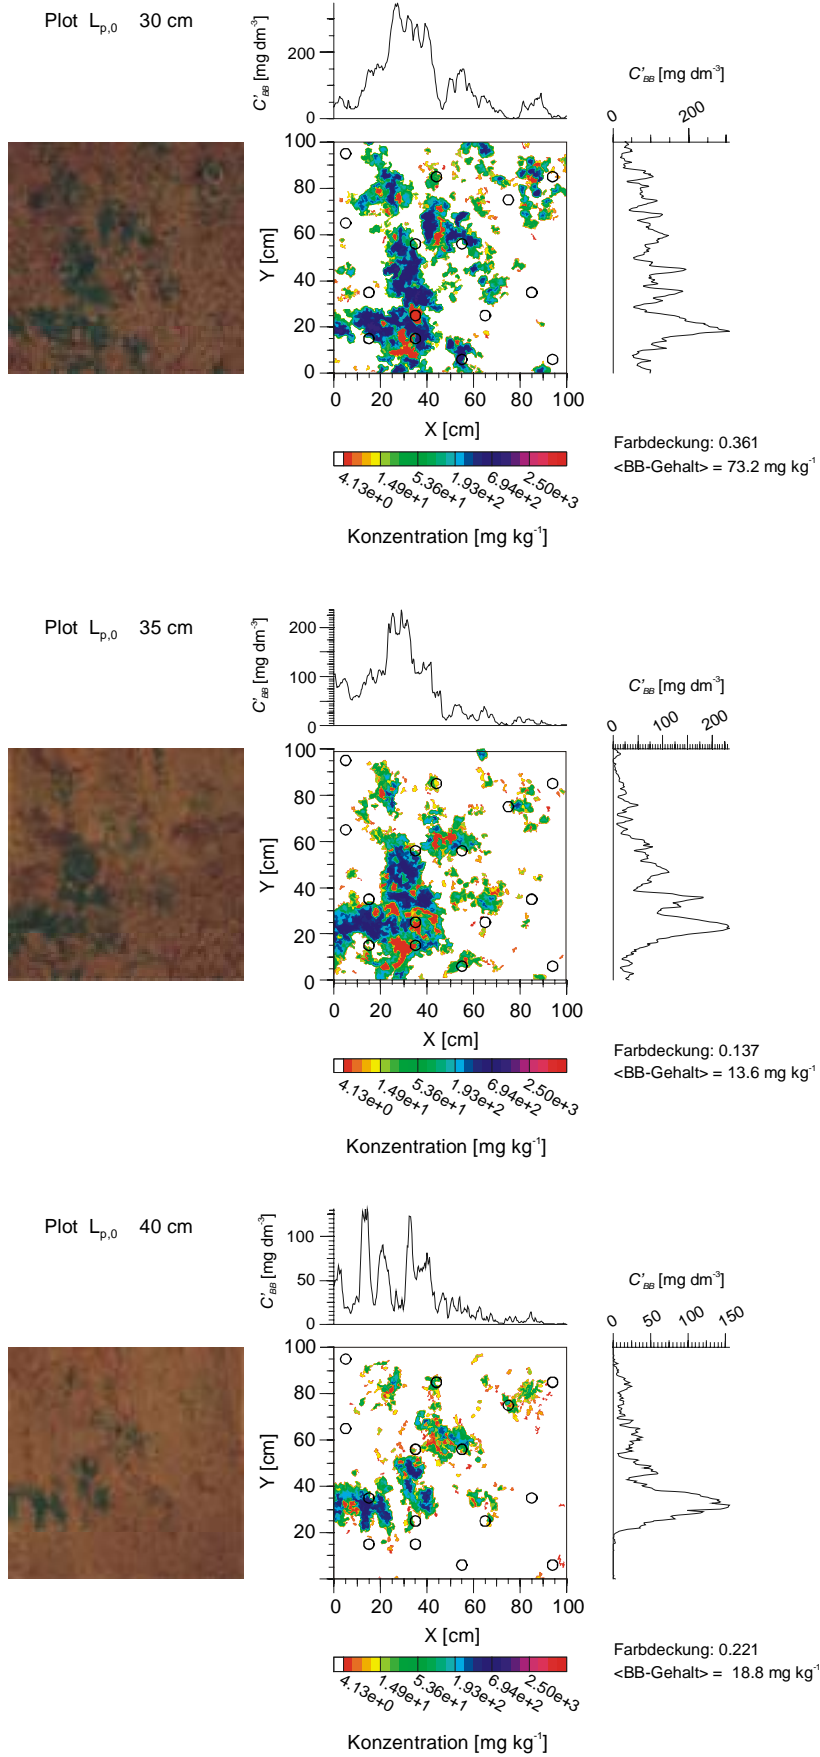 Plot L_p,0 30 cm
C'_BB [mg dm⁻³]
200
0
C'_BB [mg dm⁻³]
0 200
100
80
60
40
20
0
Y [cm]
0 20 40 60 80 100
X [cm]
4.13e+0 1.49e+1 5.36e+1 1.93e+2 6.94e+2 2.50e+3
Konzentration [mg kg⁻¹]
Farbdeckung: 0.361
<BB-Gehalt> = 73.2 mg kg⁻¹
Plot L_p,0 35 cm
C'_BB [mg dm⁻³]
200
100
0
C'_BB [mg dm⁻³]
0 100 200
100
80
60
40
20
0
Y [cm]
0 20 40 60 80 100
X [cm]
4.13e+0 1.49e+1 5.36e+1 1.93e+2 6.94e+2 2.50e+3
Konzentration [mg kg⁻¹]
Farbdeckung: 0.137
<BB-Gehalt> = 13.6 mg kg⁻¹
Plot L_p,0 40 cm
C'_BB [mg dm⁻³]
100
50
0
C'_BB [mg dm⁻³]
0 50 100 150
100
80
60
40
20
Y [cm]
0 20 40 60 80 100
X [cm]
4.13e+0 1.49e+1 5.36e+1 1.93e+2 6.94e+2 2.50e+3
Konzentration [mg kg⁻¹]
Farbdeckung: 0.221
<BB-Gehalt> = 18.8 mg kg⁻¹